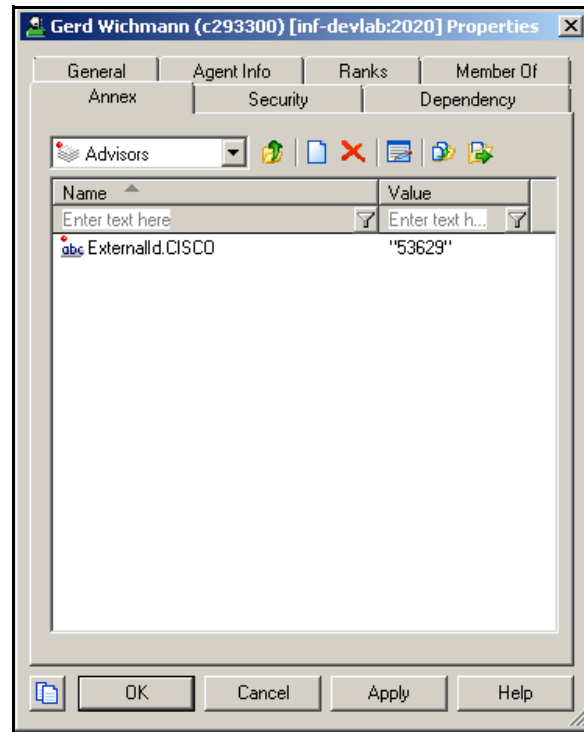 Gerd Wichmann (c293300) [inf-devlab:2020] Properties
General Agent Info Ranks Member Of
Annex Security Dependency
Advisors
Name Value
Enter text here Enter text h...
abc ExternalId.CISCO "53629"
OK Cancel Apply Help